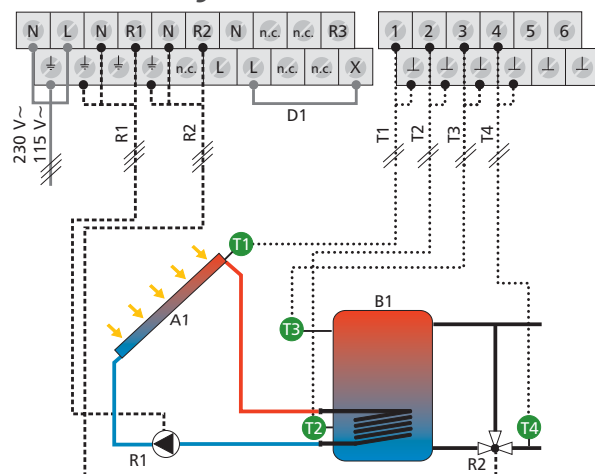 N L N R1 N R2 N n.c. n.c. R3
n.c. L L n.c. n.c. X
D1
1 2 3 4 5 6
230 V~
115 V~
R1
R2
T1
T2
T3
T4
T1
A1
B1
T3
T2
T4
R1
R2